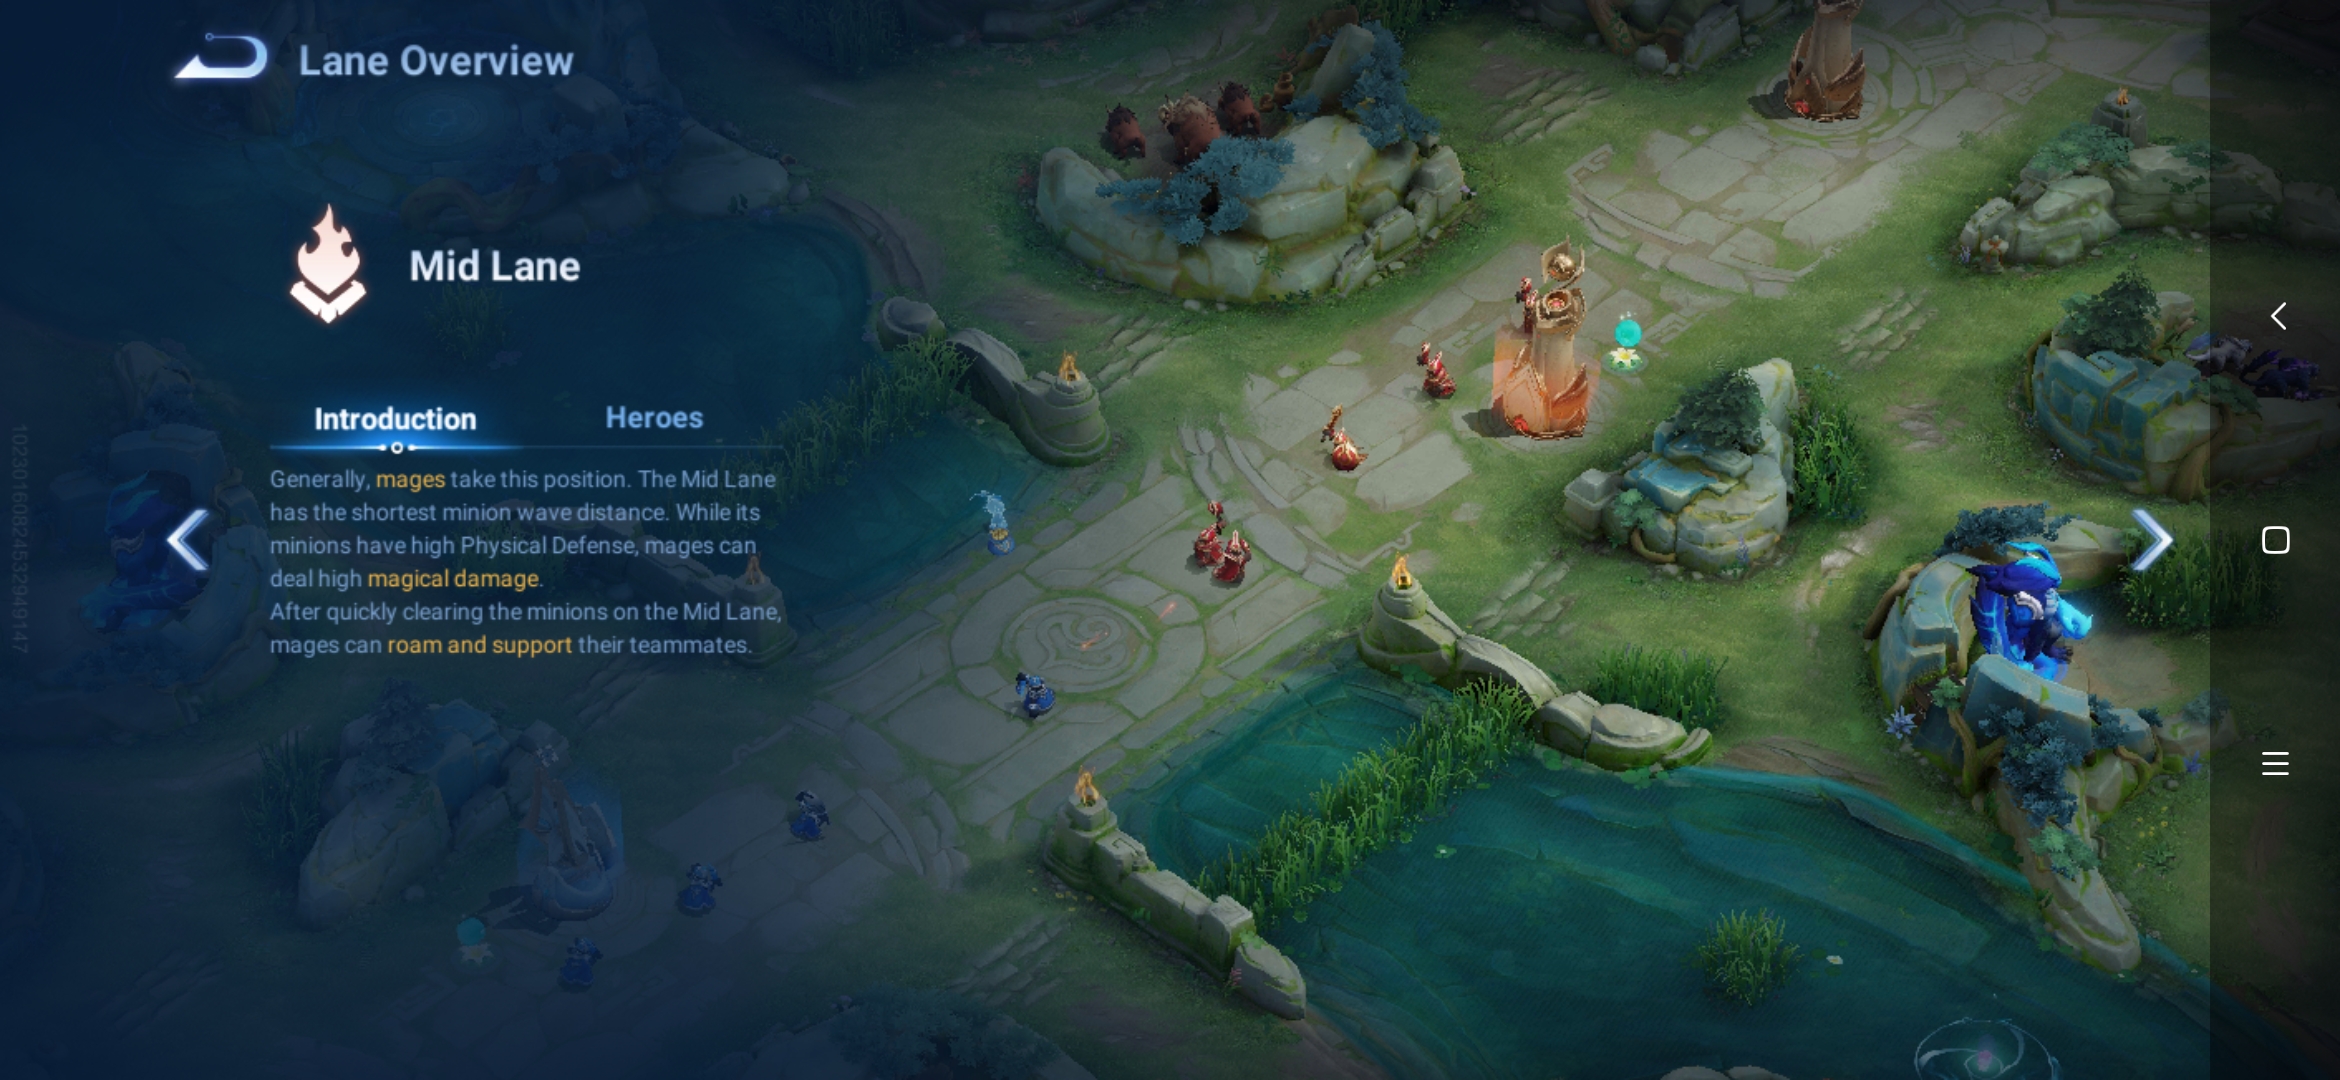 Lane Overview
Mid Lane
Introduction
Heroes
Generally, mages take this position. The Mid Lane
has the shortest minion wave distance. While its
minions have high Physical Defense, mages can
deal high magical damage.
After quickly clearing the minions on the Mid Lane,
mages can roam and support their teammates.